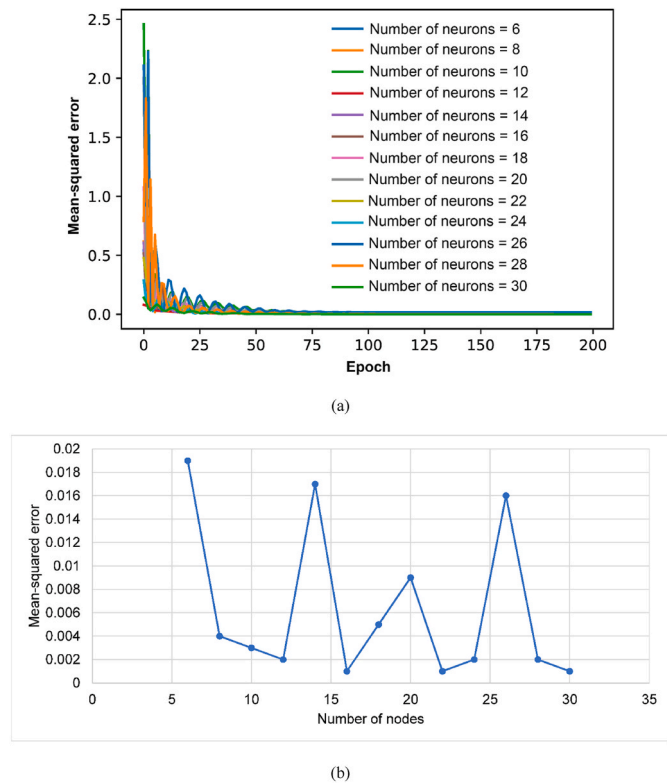 2.5
2.0
1.5
1.0
0.5
0.0
Mean-squared error
Number of neurons = 6
Number of neurons = 8
Number of neurons = 10
Number of neurons = 12
Number of neurons = 14
Number of neurons = 16
Number of neurons = 18
Number of neurons = 20
Number of neurons = 22
Number of neurons = 24
Number of neurons = 26
Number of neurons = 28
Number of neurons = 30
0 25 50 75 100 125 150 175 200
Epoch
(a)
0.02
0.018
0.016
0.014
0.012
0.01
0.008
0.006
0.004
0.002
0
Mean-squared error
0 5 10 15 20 25 30 35
Number of nodes
(b)